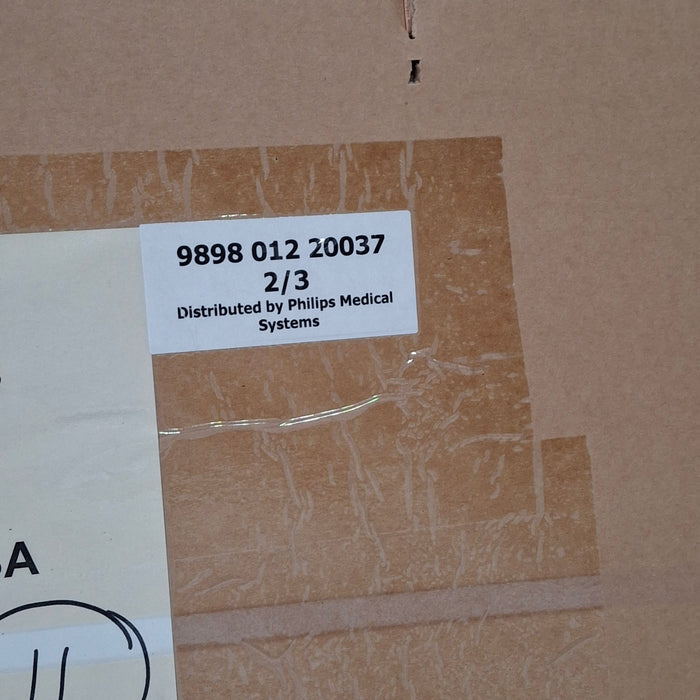 9898 012 20037
2/3
Distributed by Philips Medical
Systems